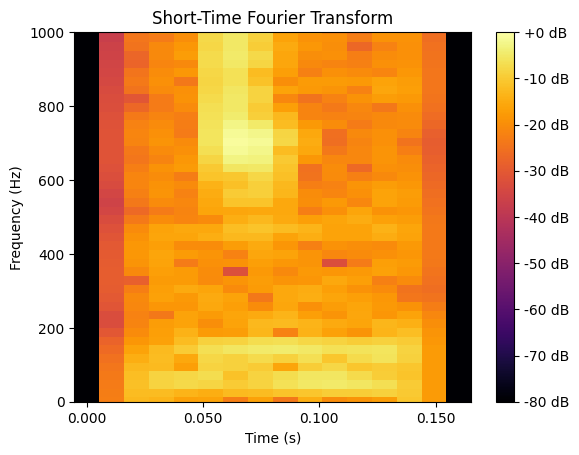 Short-Time Fourier Transform
1000
800
600
400
200
0
Frequency (Hz)
0.000
0.050
0.100
0.150
Time (s)
+0 dB
-10 dB
-20 dB
-30 dB
-40 dB
-50 dB
-60 dB
-70 dB
-80 dB